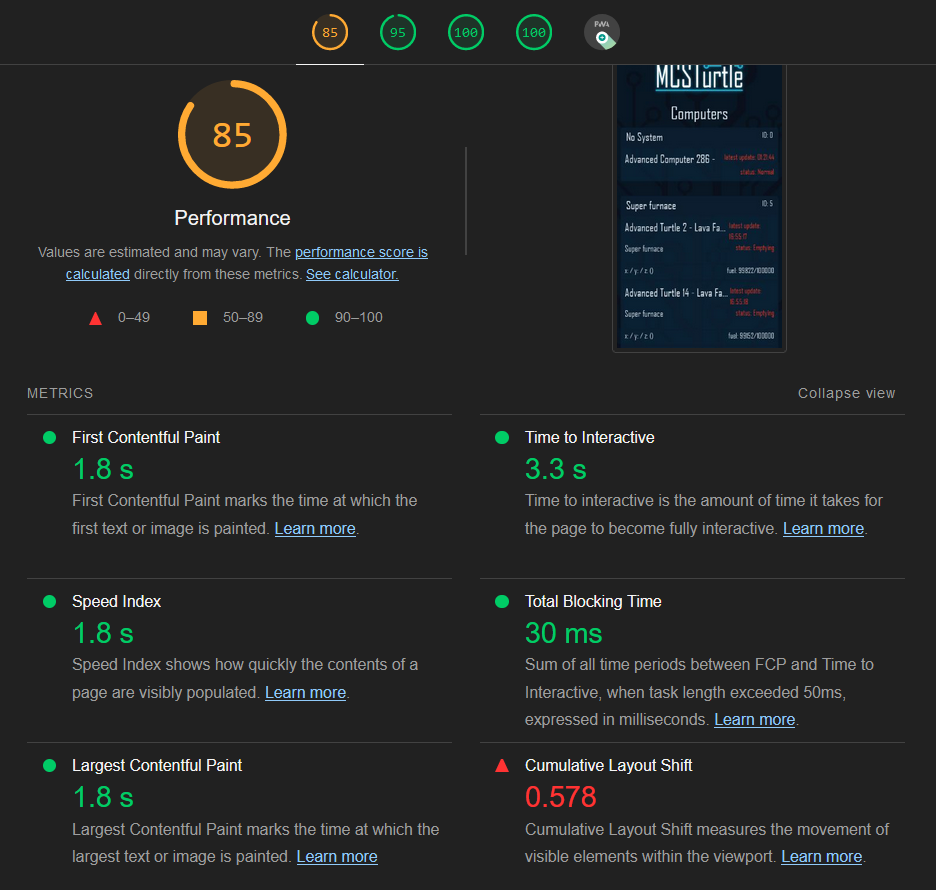 85
95
100
100
PWA
85
Performance
Values are estimated and may vary. The performance score is
calculated directly from these metrics. See calculator.
0–49
50–89
90–100
MCSTurtle
Computers
No System ID: 0
Advanced Computer 286 - latest update: 01:21:44
status: Normal
Super furnace ID: 5
Advanced Turtle 2 - Lava Fa... latest update:
Super furnace status: Emptying
x / y / z: () fuel: 99822/100000
Advanced Turtle 14 - Lava Fa... latest update:
Super furnace status: Emptying
x / y / z: () fuel: 99152/100000
METRICS
Collapse view
First Contentful Paint
1.8 s
First Contentful Paint marks the time at which the
first text or image is painted. Learn more.
Time to Interactive
3.3 s
Time to interactive is the amount of time it takes for
the page to become fully interactive. Learn more.
Speed Index
1.8 s
Speed Index shows how quickly the contents of a
page are visibly populated. Learn more.
Total Blocking Time
30 ms
Sum of all time periods between FCP and Time to
Interactive, when task length exceeded 50ms,
expressed in milliseconds. Learn more.
Largest Contentful Paint
1.8 s
Largest Contentful Paint marks the time at which the
largest text or image is painted. Learn more
Cumulative Layout Shift
0.578
Cumulative Layout Shift measures the movement of
visible elements within the viewport. Learn more.